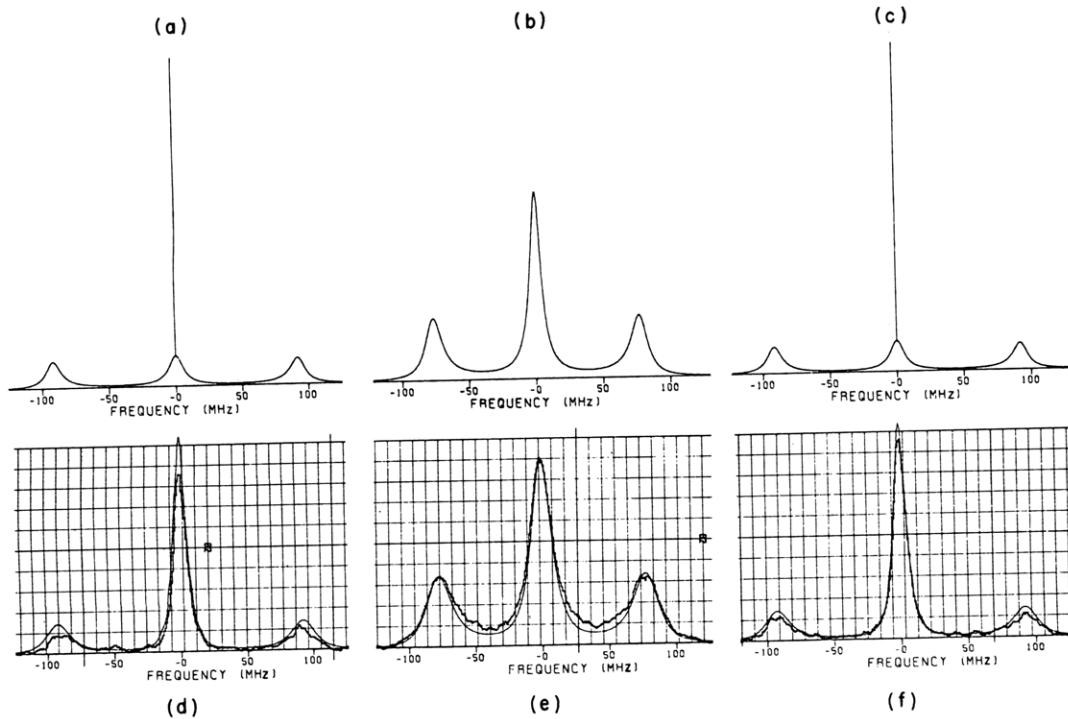 (a) (b) (c)
-100 -50 -0 50 100 -100 -50 -0 50 100 -100 -50 -0 50 100
FREQUENCY (MHz) FREQUENCY (MHz) FREQUENCY (MHz)
-100 -50 -0 50 100 -100 -50 -0 50 100 -100 -50 -0 50 100
FREQUENCY (MHz) FREQUENCY (MHz) FREQUENCY (MHz)
(d) (e) (f)